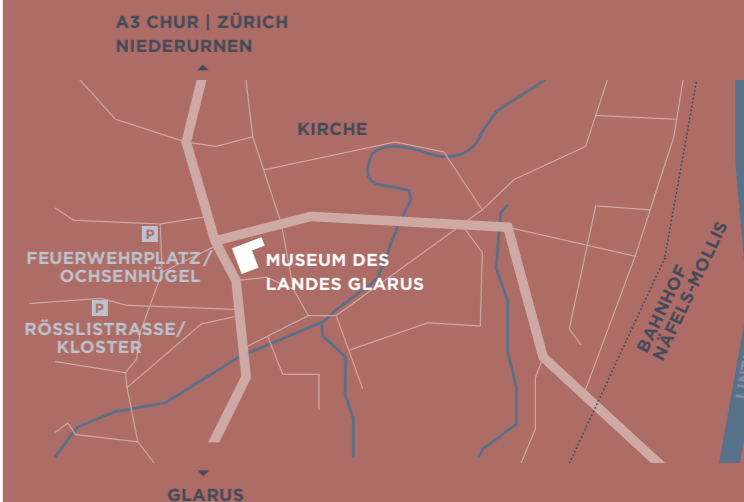 A3 CHUR | ZÜRICH
NIEDERURNEN
KIRCHE
P
FEUERWEHRPLATZ/
OCHSENHÜGEL
MUSEUM DES
LANDES GLARUS
P
RÖSSLISTRASSE/
KLOSTER
BAHNHOF
NÄFELS-MOLLIS
GLARUS